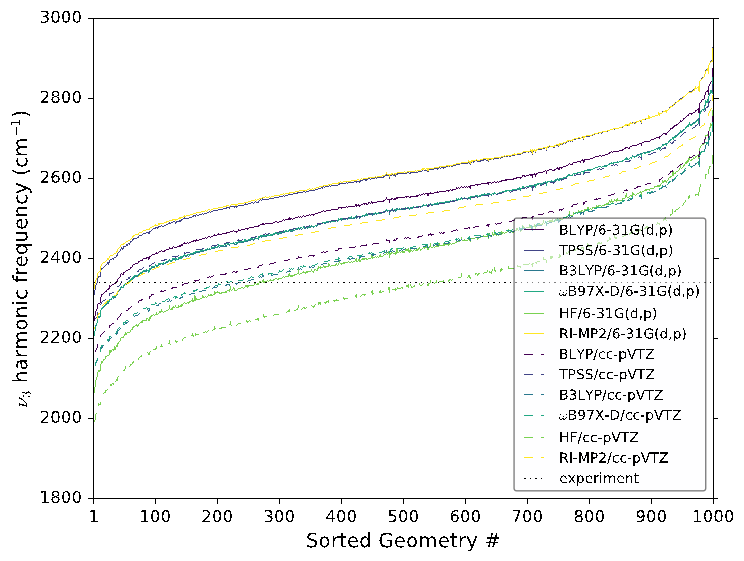 3000
2800
2600
2400
2200
2000
1800
ν₃ harmonic frequency (cm⁻¹)
BLYP/6-31G(d,p)
TPSS/6-31G(d,p)
B3LYP/6-31G(d,p)
ωB97X-D/6-31G(d,p)
HF/6-31G(d,p)
RI-MP2/6-31G(d,p)
BLYP/cc-pVTZ
TPSS/cc-pVTZ
B3LYP/cc-pVTZ
ωB97X-D/cc-pVTZ
HF/cc-pVTZ
RI-MP2/cc-pVTZ
experiment
1 100 200 300 400 500 600 700 800 900 1000
Sorted Geometry #